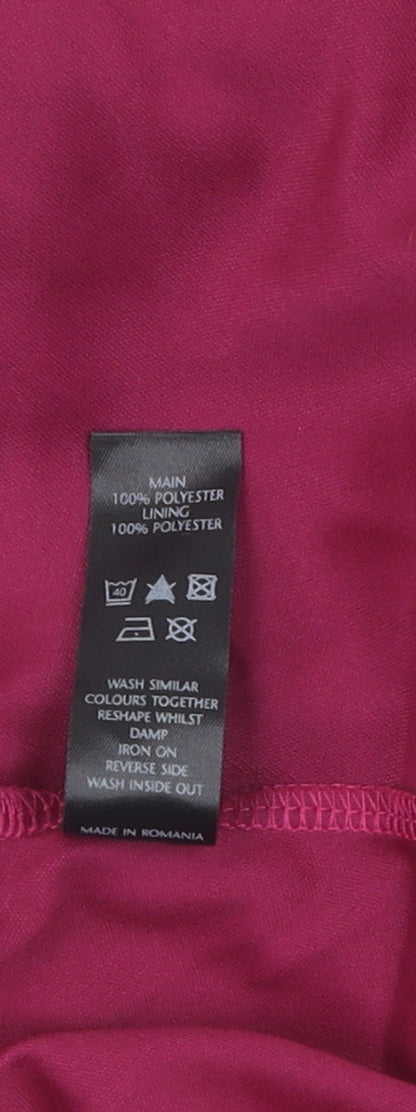 MAIN
100% POLYESTER
LINING
100% POLYESTER
40
WASH SIMILAR
COLOURS TOGETHER
RESHAPE WHILST
DAMP
IRON ON
REVERSE SIDE
WASH INSIDE OUT
MADE IN ROMANIA